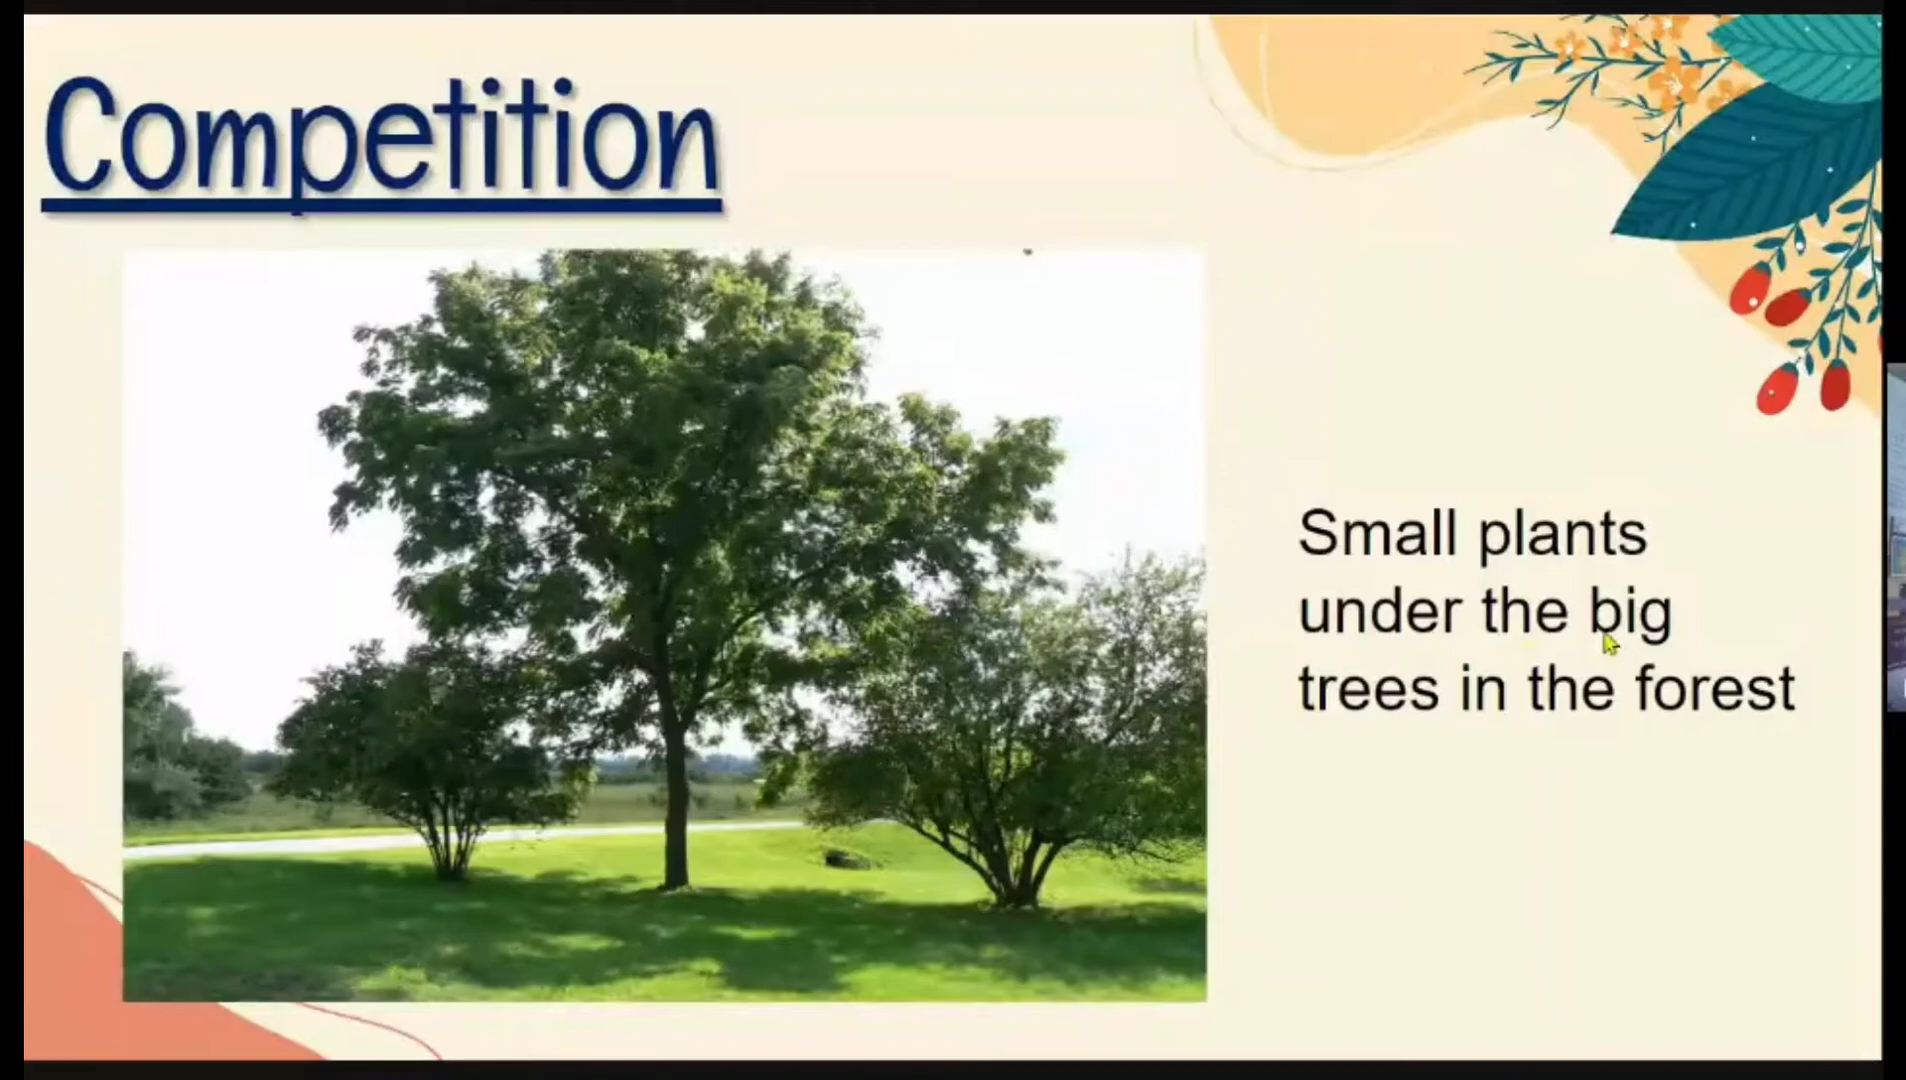 Competition
Small plants
under the big
trees in the forest